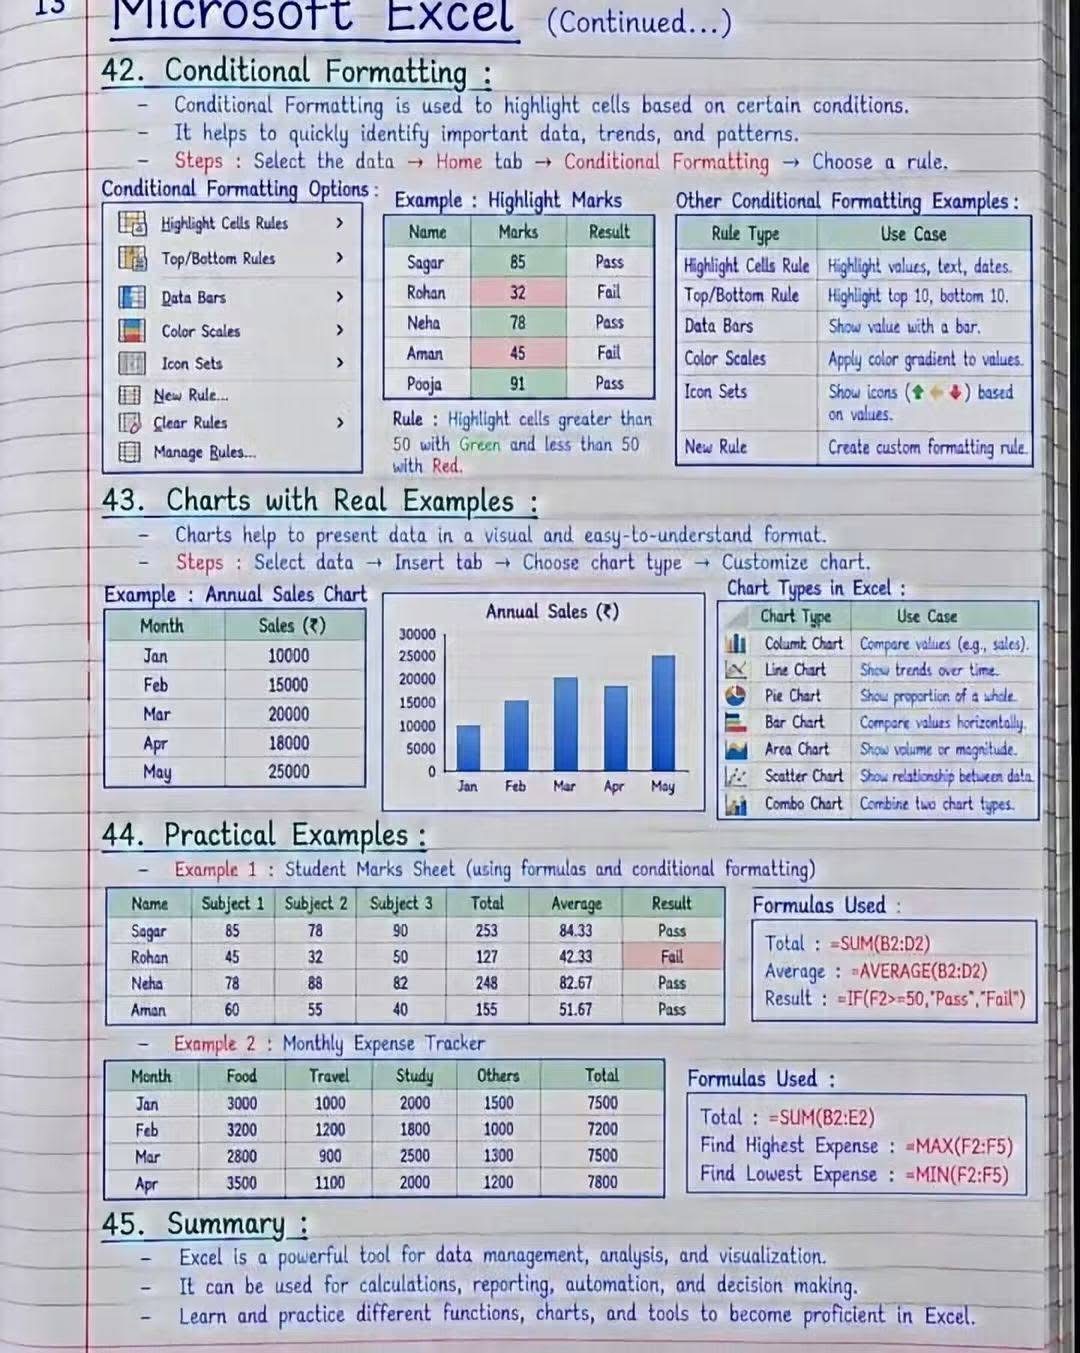 13 Microsoft Excel (Continued...)
42. Conditional Formatting :
- Conditional Formatting is used to highlight cells based on certain conditions.
- It helps to quickly identify important data, trends, and patterns.
- Steps : Select the data → Home tab → Conditional Formatting → Choose a rule.
Conditional Formatting Options :
Highlight Cells Rules >
Top/Bottom Rules >
Data Bars >
Color Scales >
Icon Sets >
New Rule...
Clear Rules >
Manage Rules...
Example : Highlight Marks
Name Marks Result
Sagar 85 Pass
Rohan 32 Fail
Neha 78 Pass
Aman 45 Fail
Pooja 91 Pass
Rule : Highlight cells greater than
50 with Green and less than 50
with Red.
Other Conditional Formatting Examples :
Rule Type Use Case
Highlight Cells Rule Highlight values, text, dates.
Top/Bottom Rule Highlight top 10, bottom 10.
Data Bars Show value with a bar.
Color Scales Apply color gradient to values.
Icon Sets Show icons (↑ ← ↓) based
on values.
New Rule Create custom formatting rule.
43. Charts with Real Examples :
- Charts help to present data in a visual and easy-to-understand format.
- Steps : Select data → Insert tab → Choose chart type → Customize chart.
Example : Annual Sales Chart
Month Sales (₹)
Jan 10000
Feb 15000
Mar 20000
Apr 18000
May 25000
Annual Sales (₹)
30000
25000
20000
15000
10000
5000
0
Jan Feb Mar Apr May
Chart Types in Excel :
Chart Type Use Case
Column Chart Compare values (e.g., sales).
Line Chart Show trends over time.
Pie Chart Show proportion of a whole.
Bar Chart Compare values horizontally.
Area Chart Show volume or magnitude.
Scatter Chart Show relationship between data.
Combo Chart Combine two chart types.
44. Practical Examples :
- Example 1 : Student Marks Sheet (using formulas and conditional formatting)
Name Subject 1 Subject 2 Subject 3 Total Average Result
Sagar 85 78 90 253 84.33 Pass
Rohan 45 32 50 127 42.33 Fail
Neha 78 88 82 248 82.67 Pass
Aman 60 55 40 155 51.67 Pass
Formulas Used :
Total : =SUM(B2:D2)
Average : =AVERAGE(B2:D2)
Result : =IF(F2>=50,"Pass","Fail")
- Example 2 : Monthly Expense Tracker
Month Food Travel Study Others Total
Jan 3000 1000 2000 1500 7500
Feb 3200 1200 1800 1000 7200
Mar 2800 900 2500 1300 7500
Apr 3500 1100 2000 1200 7800
Formulas Used :
Total : =SUM(B2:E2)
Find Highest Expense : =MAX(F2:F5)
Find Lowest Expense : =MIN(F2:F5)
45. Summary :
- Excel is a powerful tool for data management, analysis, and visualization.
- It can be used for calculations, reporting, automation, and decision making.
- Learn and practice different functions, charts, and tools to become proficient in Excel.